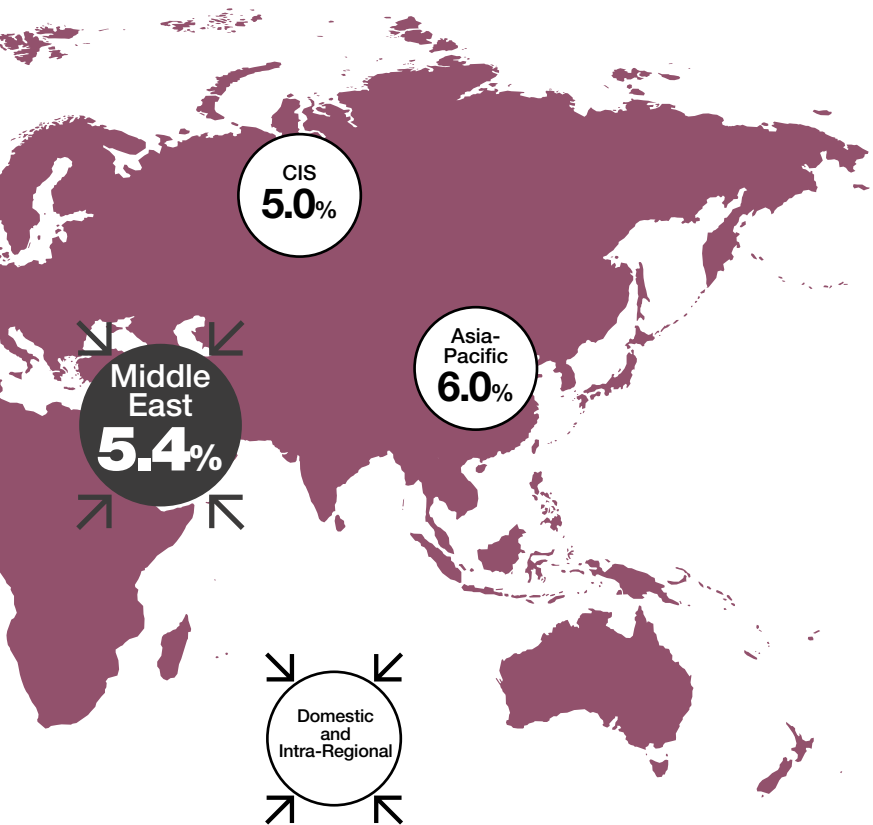 CIS
5.0%
Asia-
Pacific
6.0%
Middle
East
5.4%
Domestic
and
Intra-Regional